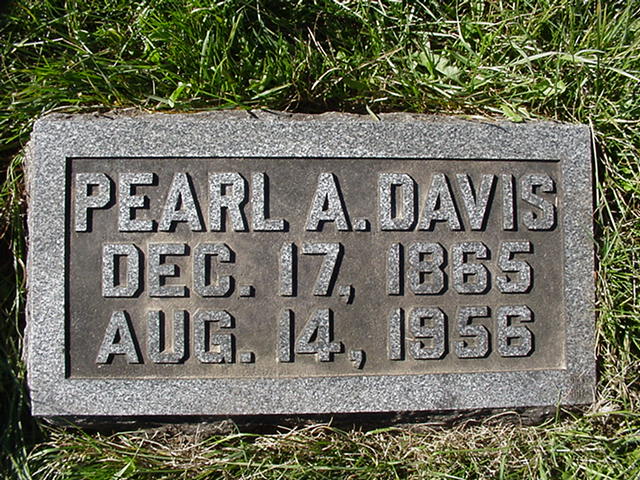 PEARL A. DAVIS
DEC. 17, 1865
AUG. 14, 1956